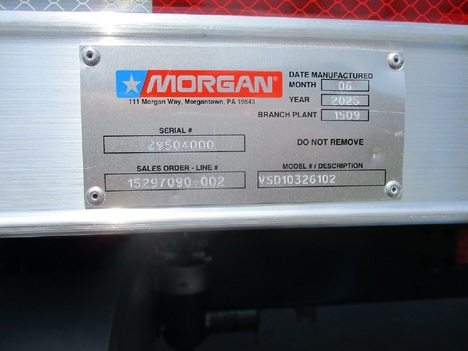 MORGAN®
111 Morgan Way, Morgantown, PA 19543
DATE MANUFACTURED
MONTH 06
YEAR 2025
BRANCH PLANT 1509
SERIAL #
29504000
DO NOT REMOVE
SALES ORDER - LINE #
15297090-002
MODEL # / DESCRIPTION
VSD10326102